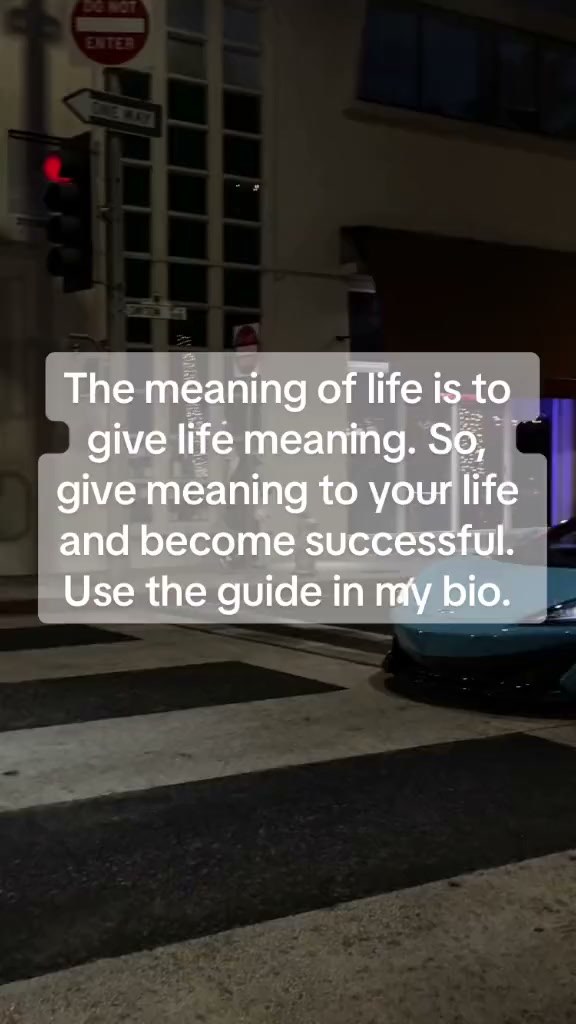 DO NOT
ENTER
ONE WAY
The meaning of life is to
give life meaning. So,
give meaning to your life
and become successful.
Use the guide in my bio.